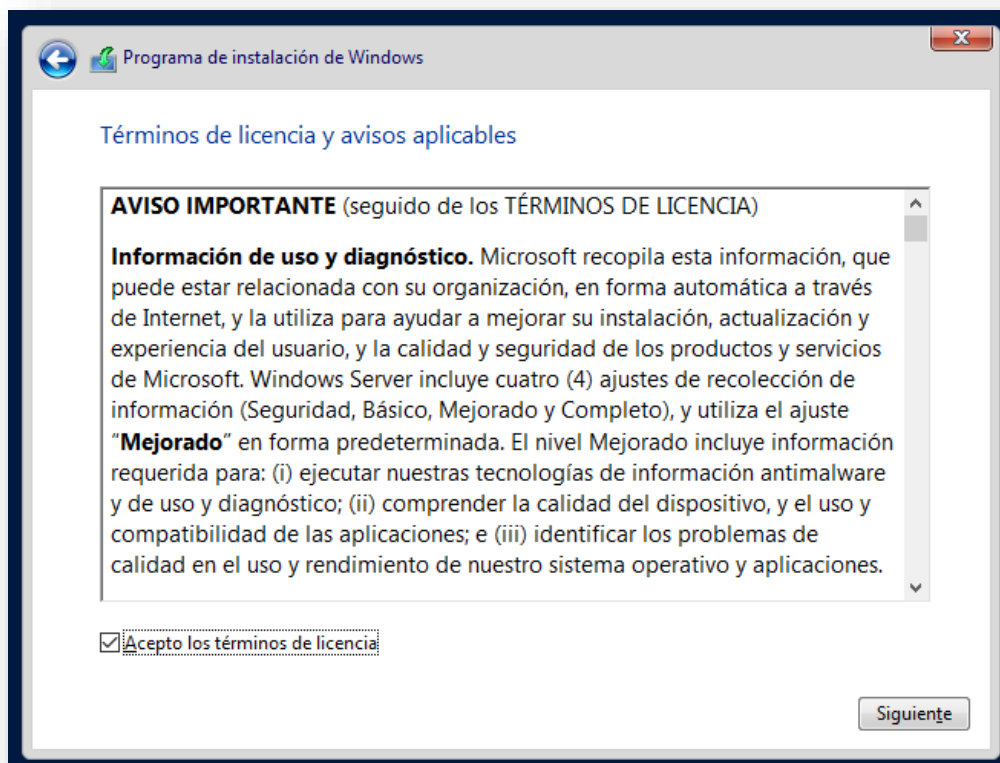 Programa de instalación de Windows
Términos de licencia y avisos aplicables
AVISO IMPORTANTE (seguido de los TÉRMINOS DE LICENCIA)
Información de uso y diagnóstico. Microsoft recopila esta información, que
puede estar relacionada con su organización, en forma automática a través
de Internet, y la utiliza para ayudar a mejorar su instalación, actualización y
experiencia del usuario, y la calidad y seguridad de los productos y servicios
de Microsoft. Windows Server incluye cuatro (4) ajustes de recolección de
información (Seguridad, Básico, Mejorado y Completo), y utiliza el ajuste
“Mejorado” en forma predeterminada. El nivel Mejorado incluye información
requerida para: (i) ejecutar nuestras tecnologías de información antimalware
y de uso y diagnóstico; (ii) comprender la calidad del dispositivo, y el uso y
compatibilidad de las aplicaciones; e (iii) identificar los problemas de
calidad en el uso y rendimiento de nuestro sistema operativo y aplicaciones.
Acepto los términos de licencia
Siguiente